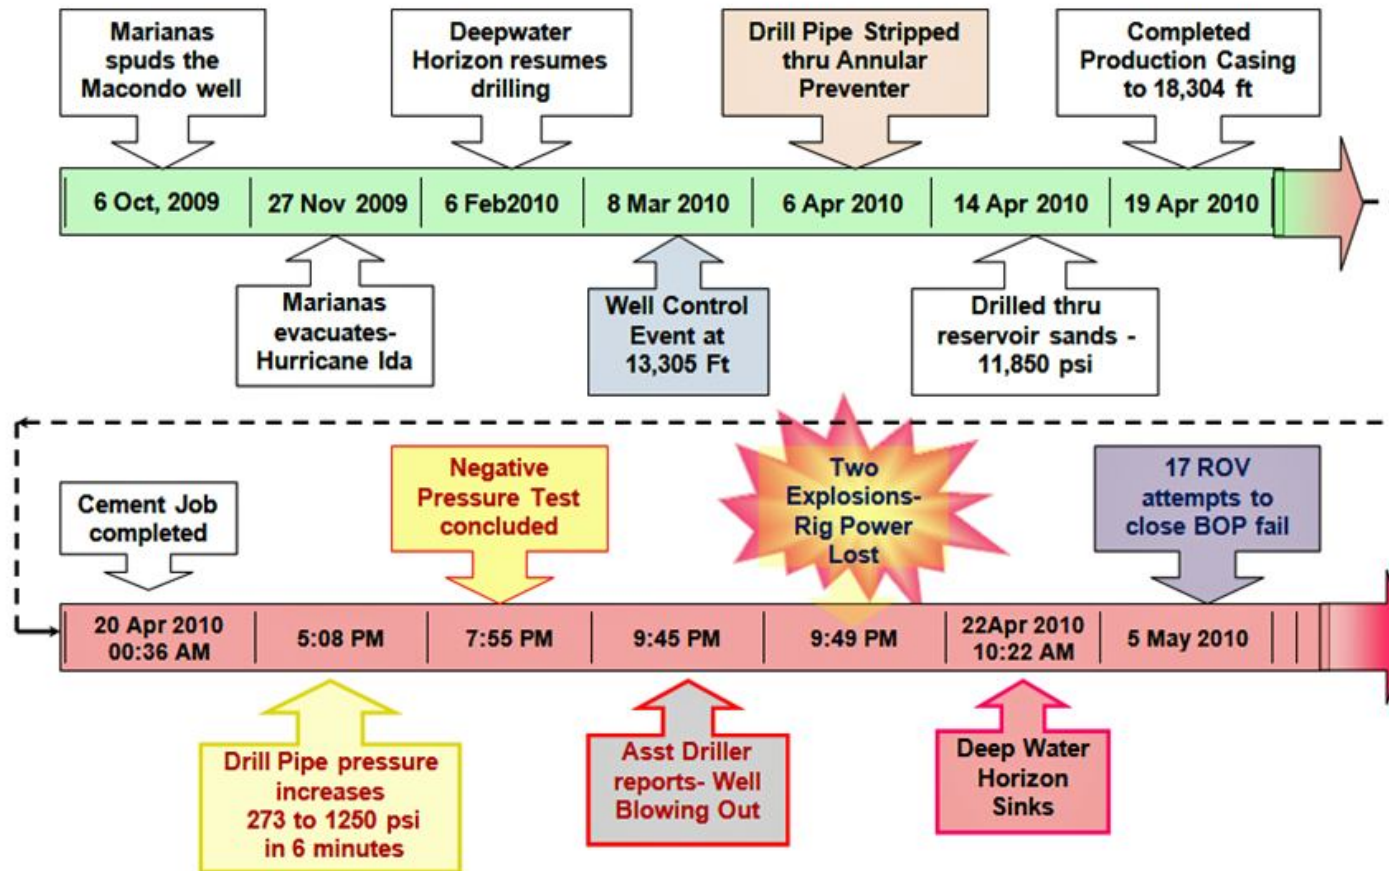 Marianas
spuds the
Macondo well
Deepwater
Horizon resumes
drilling
Drill Pipe Stripped
thru Annular
Preventer
Completed
Production Casing
to 18,304 ft
6 Oct, 2009
27 Nov 2009
6 Feb2010
8 Mar 2010
6 Apr 2010
14 Apr 2010
19 Apr 2010
Marianas
evacuates-
Hurricane Ida
Well Control
Event at
13,305 Ft
Drilled thru
reservoir sands -
11,850 psi
Cement Job
completed
Negative
Pressure Test
concluded
Two
Explosions-
Rig Power
Lost
17 ROV
attempts to
close BOP fail
20 Apr 2010
00:36 AM
5:08 PM
7:55 PM
9:45 PM
9:49 PM
22Apr 2010
10:22 AM
5 May 2010
Drill Pipe pressure
increases
273 to 1250 psi
in 6 minutes
Asst Driller
reports- Well
Blowing Out
Deep Water
Horizon
Sinks